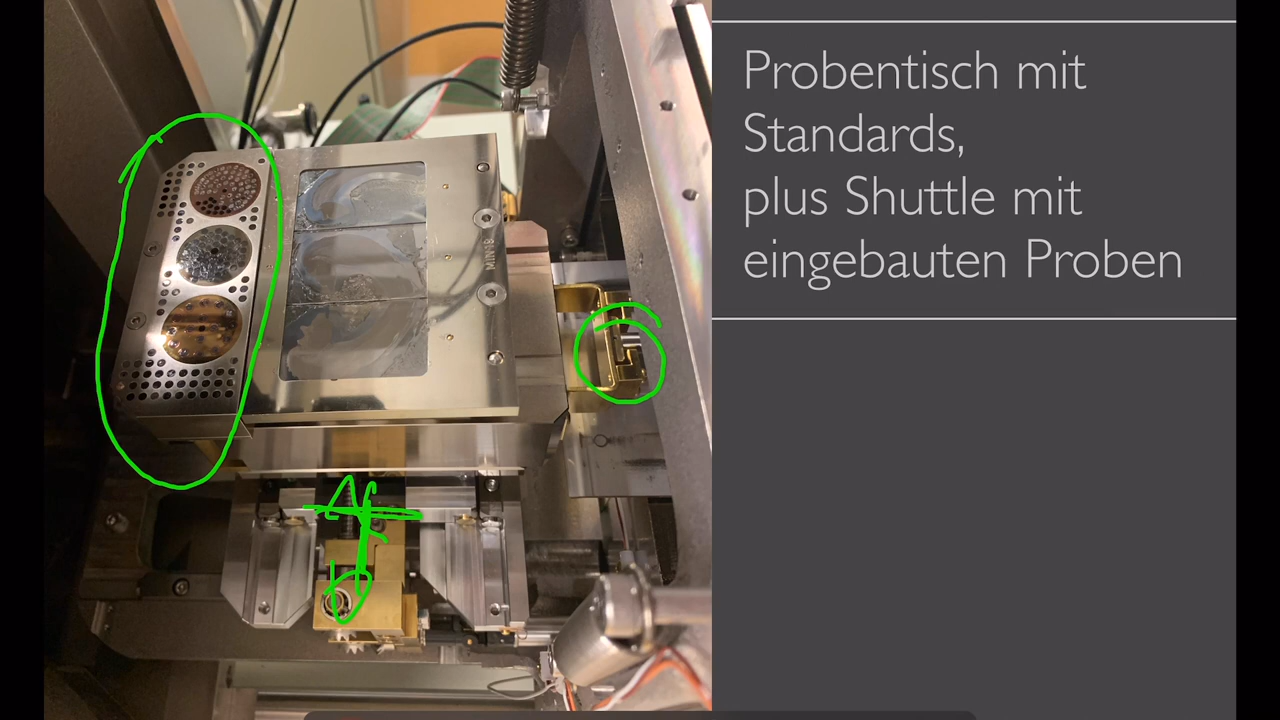 Probentisch mit
Standards,
plus Shuttle mit
eingebauten Proben